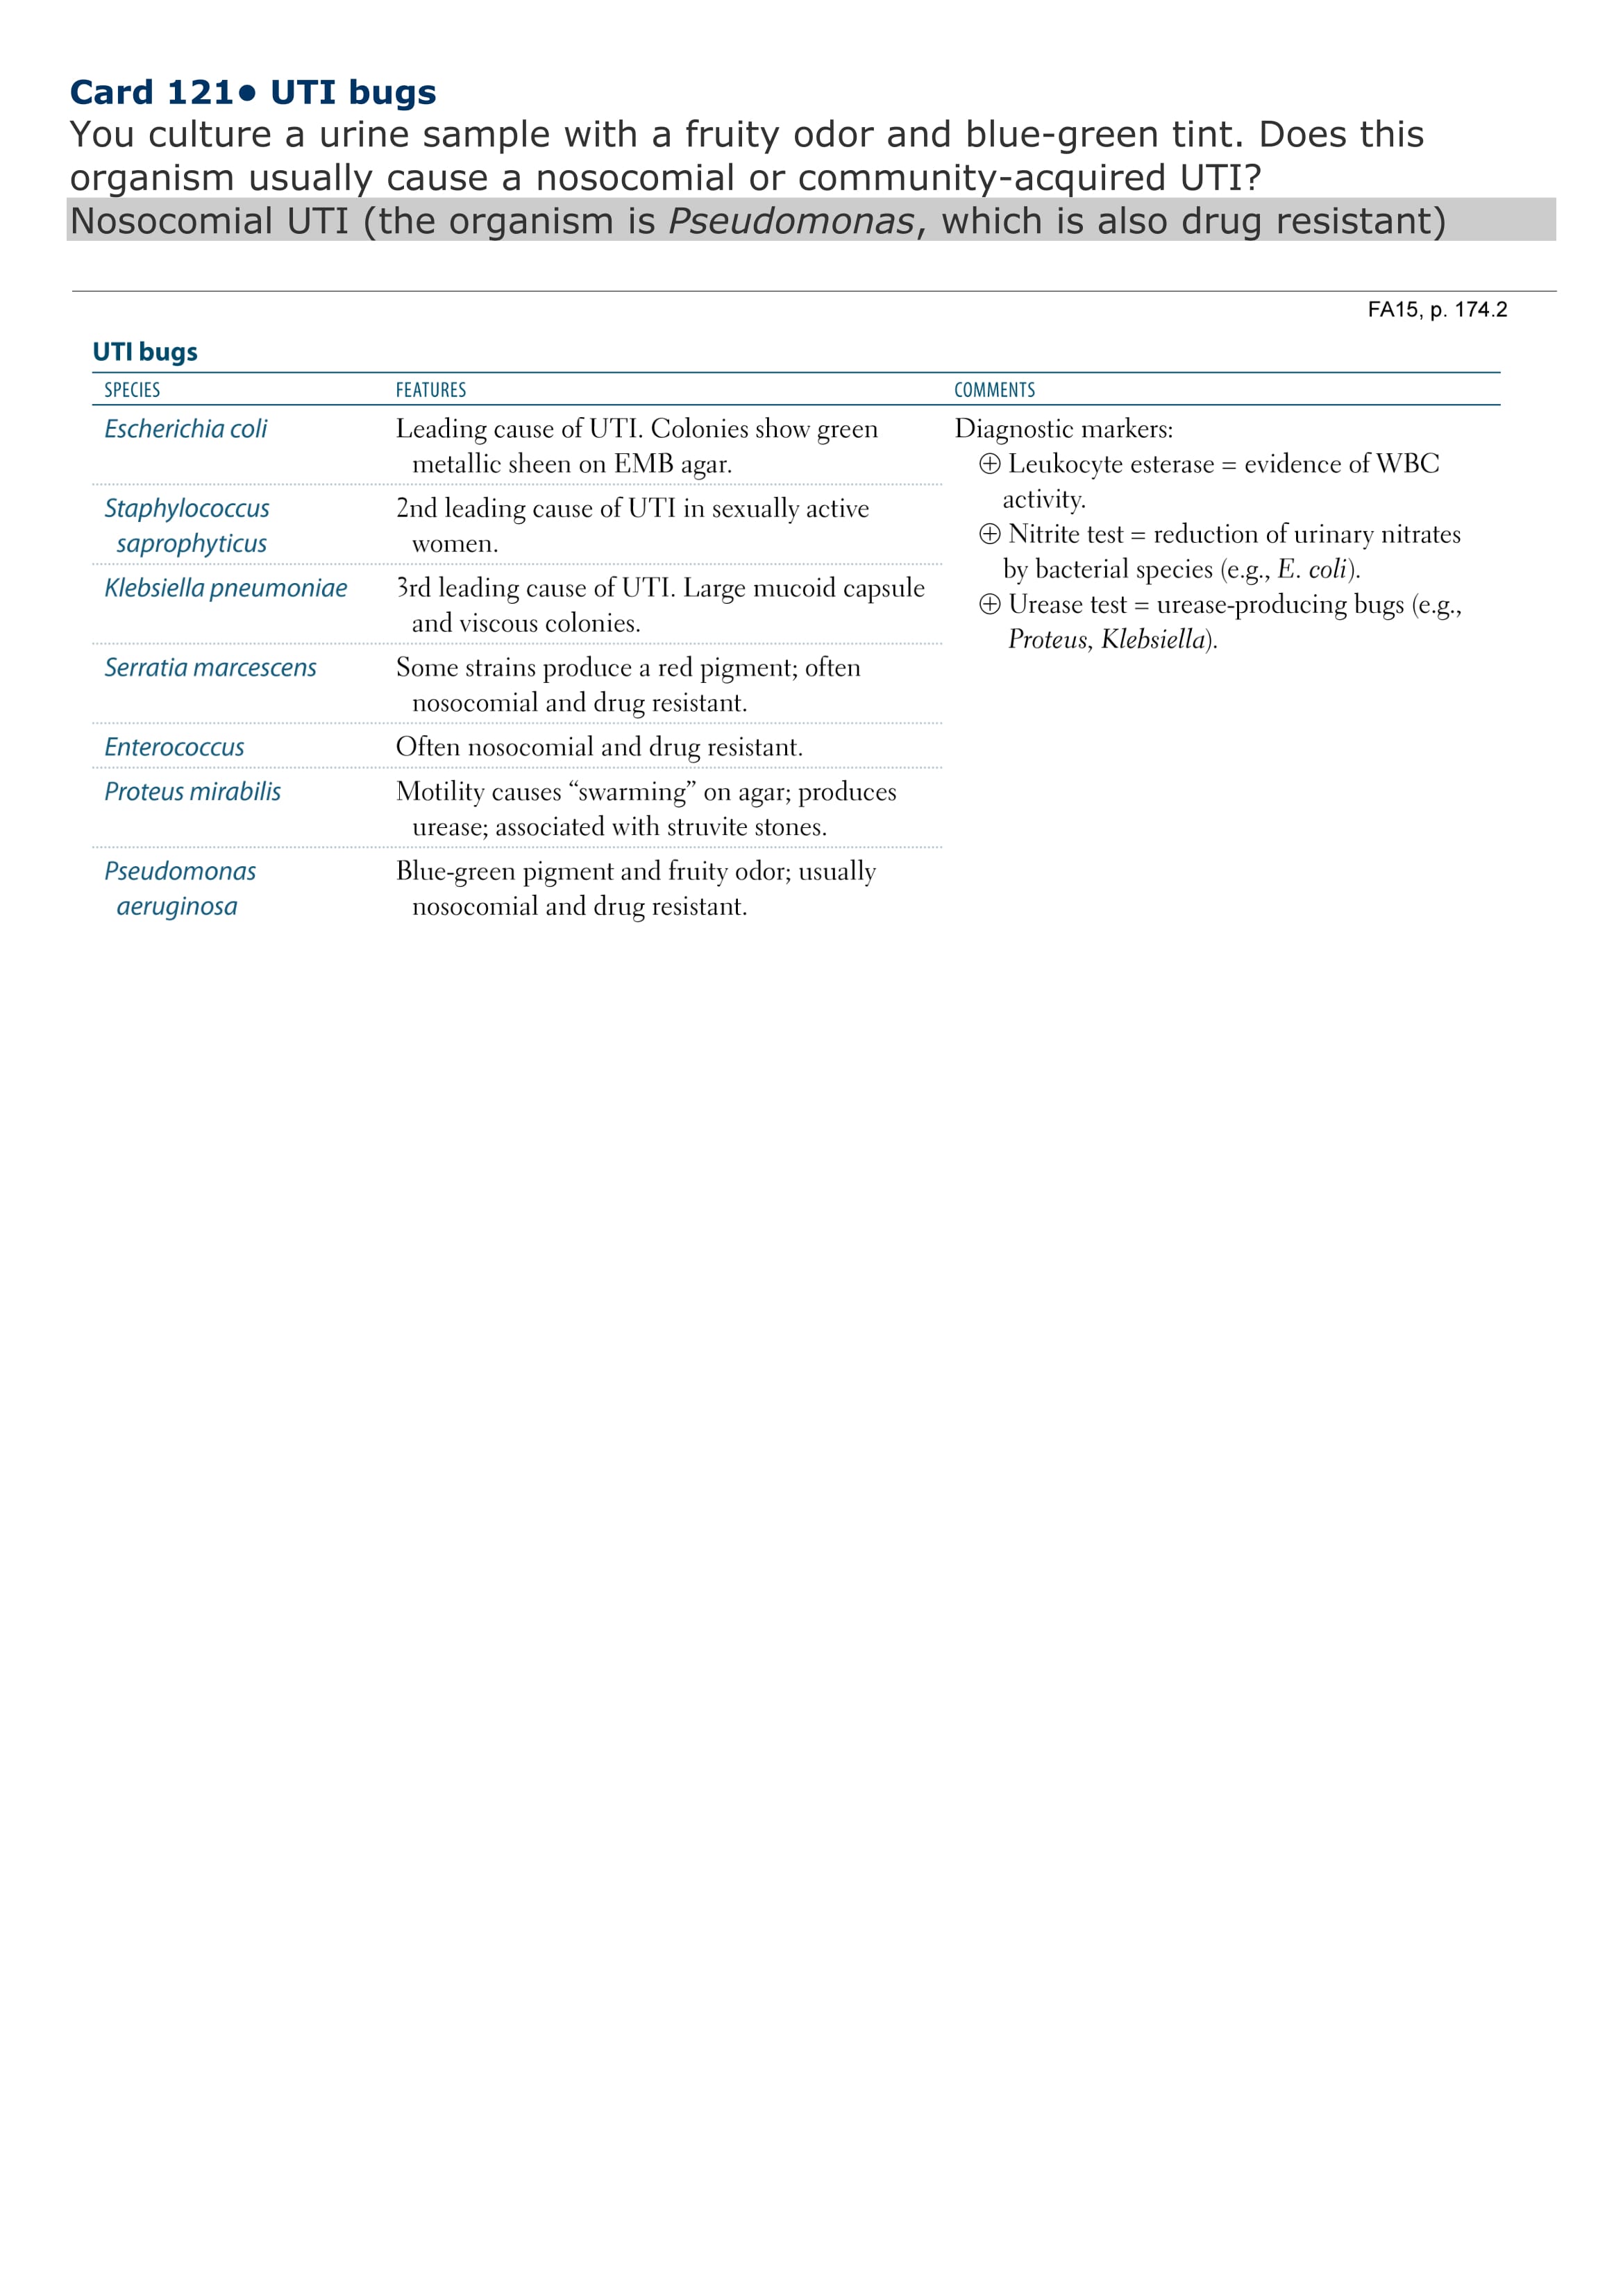 Card 121● UTI bugs
You culture a urine sample with a fruity odor and blue-green tint. Does this
organism usually cause a nosocomial or community-acquired UTI?
Nosocomial UTI (the organism is Pseudomonas, which is also drug resistant)
FA15, p. 174.2
UTI bugs
SPECIES FEATURES COMMENTS
Escherichia coli
Leading cause of UTI. Colonies show green
metallic sheen on EMB agar.
Staphylococcus
saprophyticus
2nd leading cause of UTI in sexually active
women.
Klebsiella pneumoniae
3rd leading cause of UTI. Large mucoid capsule
and viscous colonies.
Serratia marcescens
Some strains produce a red pigment; often
nosocomial and drug resistant.
Enterococcus
Often nosocomial and drug resistant.
Proteus mirabilis
Motility causes “swarming” on agar; produces
urease; associated with struvite stones.
Pseudomonas
aeruginosa
Blue-green pigment and fruity odor; usually
nosocomial and drug resistant.
Diagnostic markers:
⊕ Leukocyte esterase = evidence of WBC
activity.
⊕ Nitrite test = reduction of urinary nitrates
by bacterial species (e.g., E. coli).
⊕ Urease test = urease-producing bugs (e.g.,
Proteus, Klebsiella).